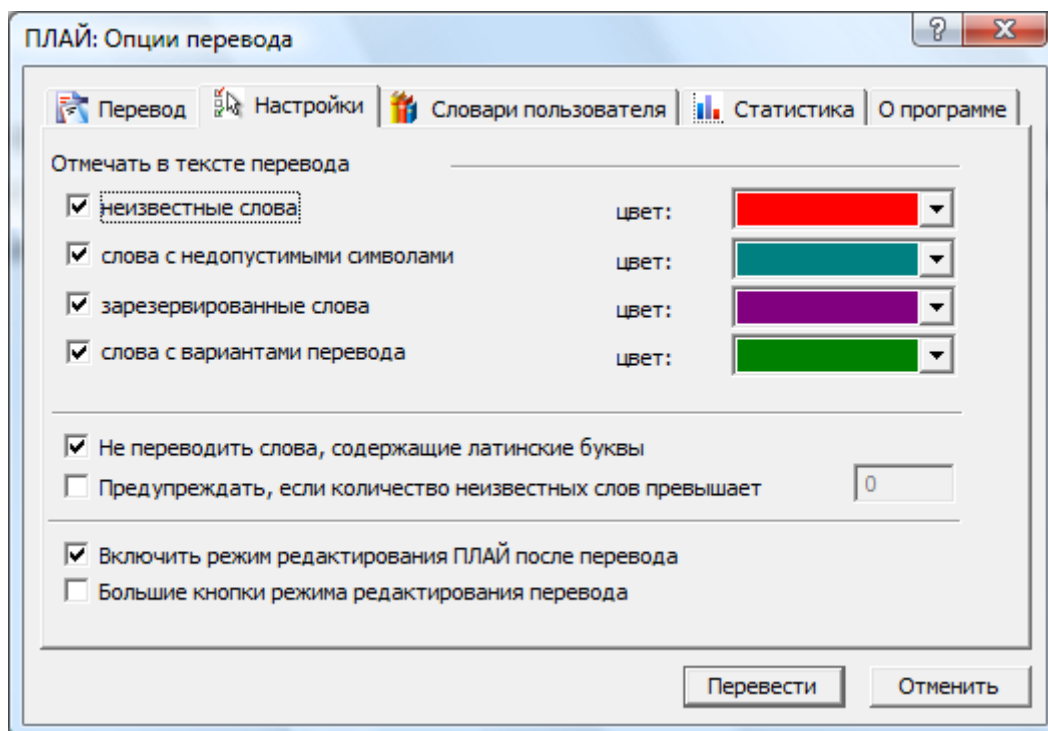 ПЛАЙ: Опции перевода
Перевод Настройки Словари пользователя Статистика О программе
Отмечать в тексте перевода
неизвестные слова цвет:
слова с недопустимыми символами цвет:
зарезервированные слова цвет:
слова с вариантами перевода цвет:
Не переводить слова, содержащие латинские буквы
Предупреждать, если количество неизвестных слов превышает 0
Включить режим редактирования ПЛАЙ после перевода
Большие кнопки режима редактирования перевода
Перевести Отменить